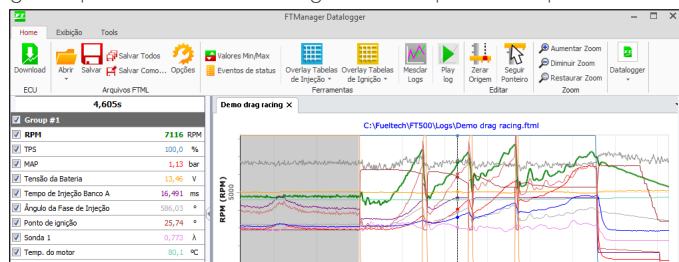 FTManager Datalogger
Home Exibição Tools
Download Abrir Salvar Salvar Todos Salvar Como... Opções Valores Min/Max Eventos de status Overlay Tabelas de Injeção Overlay Tabelas de Ignição Mesclar Logs Play log Zerar Origem Seguir Ponteiro Aumentar Zoom Diminuir Zoom Restaurar Zoom Datalogger
ECU Arquivos FTML Ferramentas Editar Zoom
4,605s
Demo drag racing X
Group #1
C:\Fueltech\FT500\Logs\Demo drag racing.ftml
RPM 7116 RPM
TPS 100,0 %
MAP 1,13 bar
Tensão da Bateria 13,46 V
Tempo de Injeção Banco A 16,491 ms
Ângulo da Fase de Injeção 586,03 °
Ponto de ignição 25,74 °
Sonda 1 0,773 λ
Temp. do motor 80,1 ºC
RPM (RPM)
5000